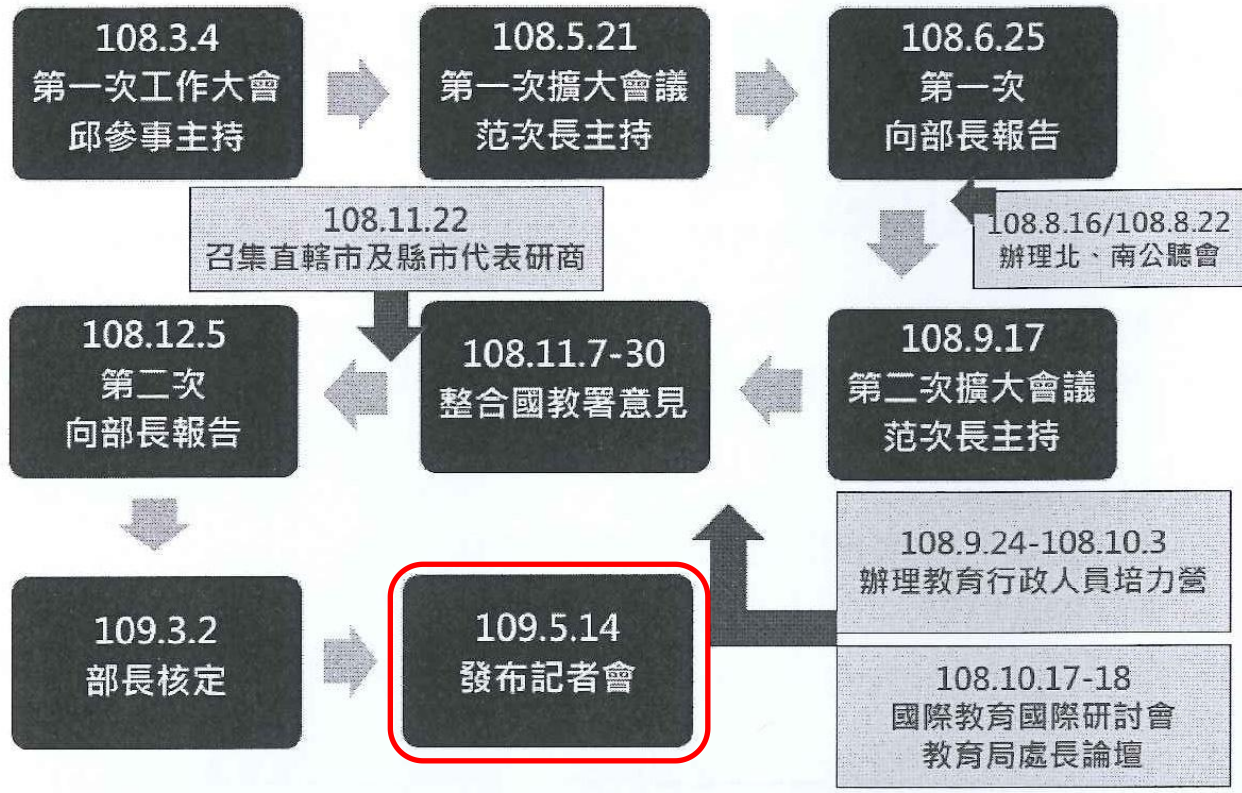 108.3.4
第一次工作大會
邱參事主持
108.5.21
第一次擴大會議
范次長主持
108.6.25
第一次
向部長報告
108.8.16/108.8.22
辦理北、南公聽會
108.9.17
第二次擴大會議
范次長主持
108.9.24-108.10.3
辦理教育行政人員培力營
108.10.17-18
國際教育國際研討會
教育局處長論壇
108.11.7-30
整合國教署意見
108.11.22
召集直轄市及縣市代表研商
108.12.5
第二次
向部長報告
109.3.2
部長核定
109.5.14
發布記者會